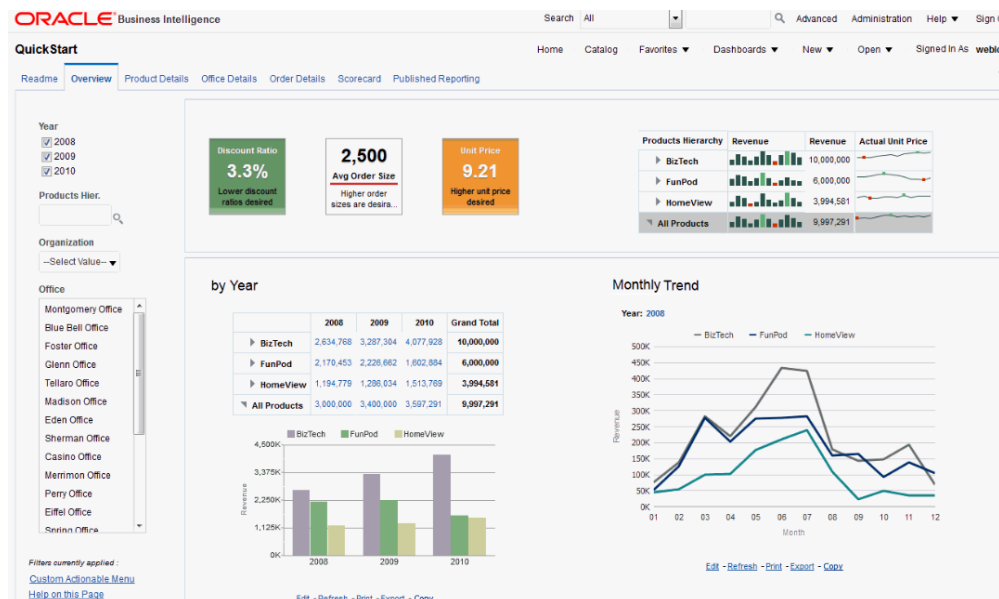 ORACLE Business Intelligence
Search All Advanced Administration Help Sign
QuickStart
Home Catalog Favorites Dashboards New Open Signed In As weblo
Readme Overview Product Details Office Details Order Details Scorecard Published Reporting
Year
2008
2009
2010
Products Hier.
Organization
--Select Value--
Office
Montgomery Office
Blue Bell Office
Foster Office
Glenn Office
Tellaro Office
Madison Office
Eden Office
Sherman Office
Casino Office
Merrimon Office
Perry Office
Eiffel Office
Spring Office
Filters currently applied :
Custom Actionable Menu
Help on this Page
Discount Ratio
3.3%
Lower discount
ratios desired
2,500
Avg Order Size
Higher order
sizes are desira...
Unit Price
9.21
Higher unit price
desired
Products Hierarchy Revenue Revenue Actual Unit Price
BizTech 10,000,000
FunPod 6,000,000
HomeView 3,994,581
All Products 9,997,291
by Year
2008 2009 2010 Grand Total
BizTech 2,634,768 3,287,304 4,077,928 10,000,000
FunPod 2,170,453 2,226,662 1,602,884 6,000,000
HomeView 1,194,779 1,286,034 1,513,769 3,994,581
All Products 3,000,000 3,400,000 3,597,291 9,997,291
BizTech FunPod HomeView
4,500K
3,375K
2,250K
1,125K
0K
Revenue
2008 2009 2010
Edit - Refresh - Print - Export - Copy
Monthly Trend
Year: 2008
BizTech FunPod HomeView
500K
450K
400K
350K
300K
250K
200K
150K
100K
50K
0K
Revenue
01 02 03 04 05 06 07 08 09 10 11 12
Month
Edit - Refresh - Print - Export - Copy